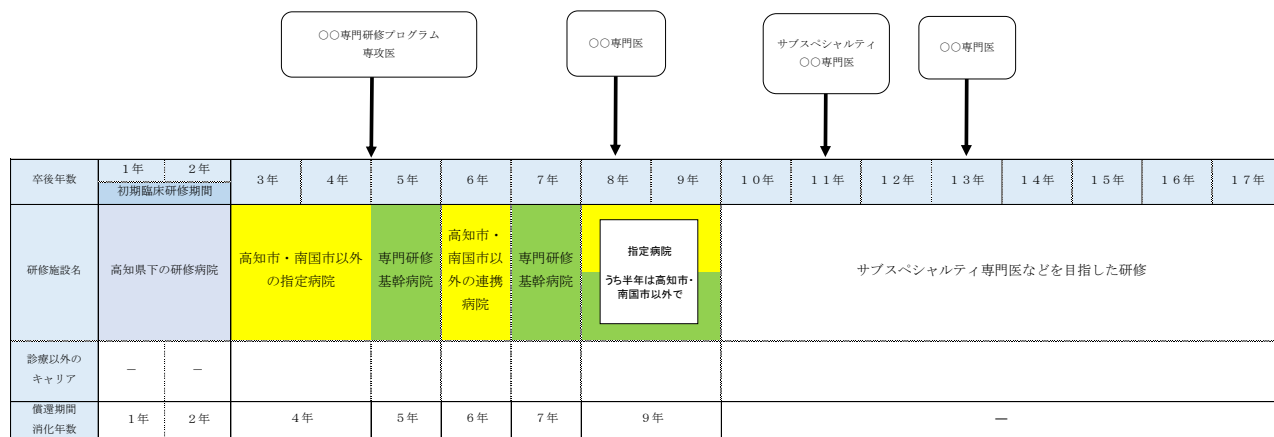 ○○専門研修プログラム
専攻医
○○専門医
サブスペシャルティ
○○専門医
○○専門医
卒後年数
1年
2年
初期臨床研修期間
3年
4年
5年
6年
7年
8年
9年
10年
11年
12年
13年
14年
15年
16年
17年
研修施設名
高知県下の研修病院
高知市・南国市以外
の指定病院
専門研修
基幹病院
高知市・
南国市以
外の連携
病院
専門研修
基幹病院
指定病院
うち半年は高知市・
南国市以外で
サブスペシャルティ専門医などを目指した研修
診療以外の
キャリア
－
－
償還期間
消化年数
1年
2年
4年
5年
6年
7年
9年
―